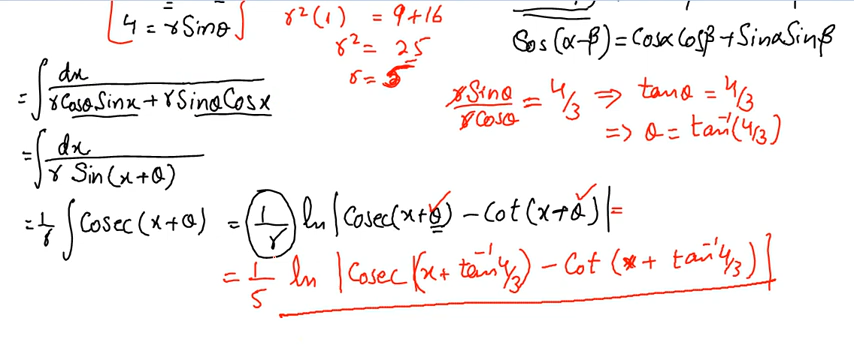 4 = r Sinθ
r²(1) = 9+16
r² = 25
r = 5
Cos(α-β) = Cosα Cosβ + Sinα Sinβ
= ∫ dx / (r Cosθ Sinx + r Sinθ Cosx)
r Sinθ / r Cosθ = 4/3 ⇒ tanθ = 4/3
⇒ θ = tan⁻¹(4/3)
= ∫ dx / (r Sin(x+θ))
= 1/r ∫ Cosec(x+θ) = (1/r) ln |Cosec(x+θ) - Cot(x+θ)| =
= 1/5 ln |Cosec(x + tan⁻¹ 4/3) - Cot(x + tan⁻¹ 4/3)|